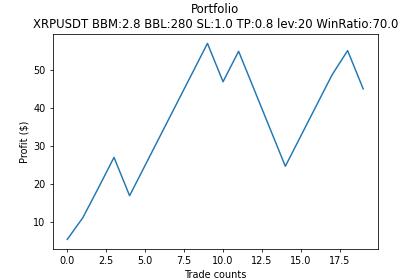 Portfolio
XRPUSDT BBM:2.8 BBL:280 SL:1.0 TP:0.8 lev:20 WinRatio:70.0
50
40
30
20
10
Profit ($)
0.0 2.5 5.0 7.5 10.0 12.5 15.0 17.5
Trade counts